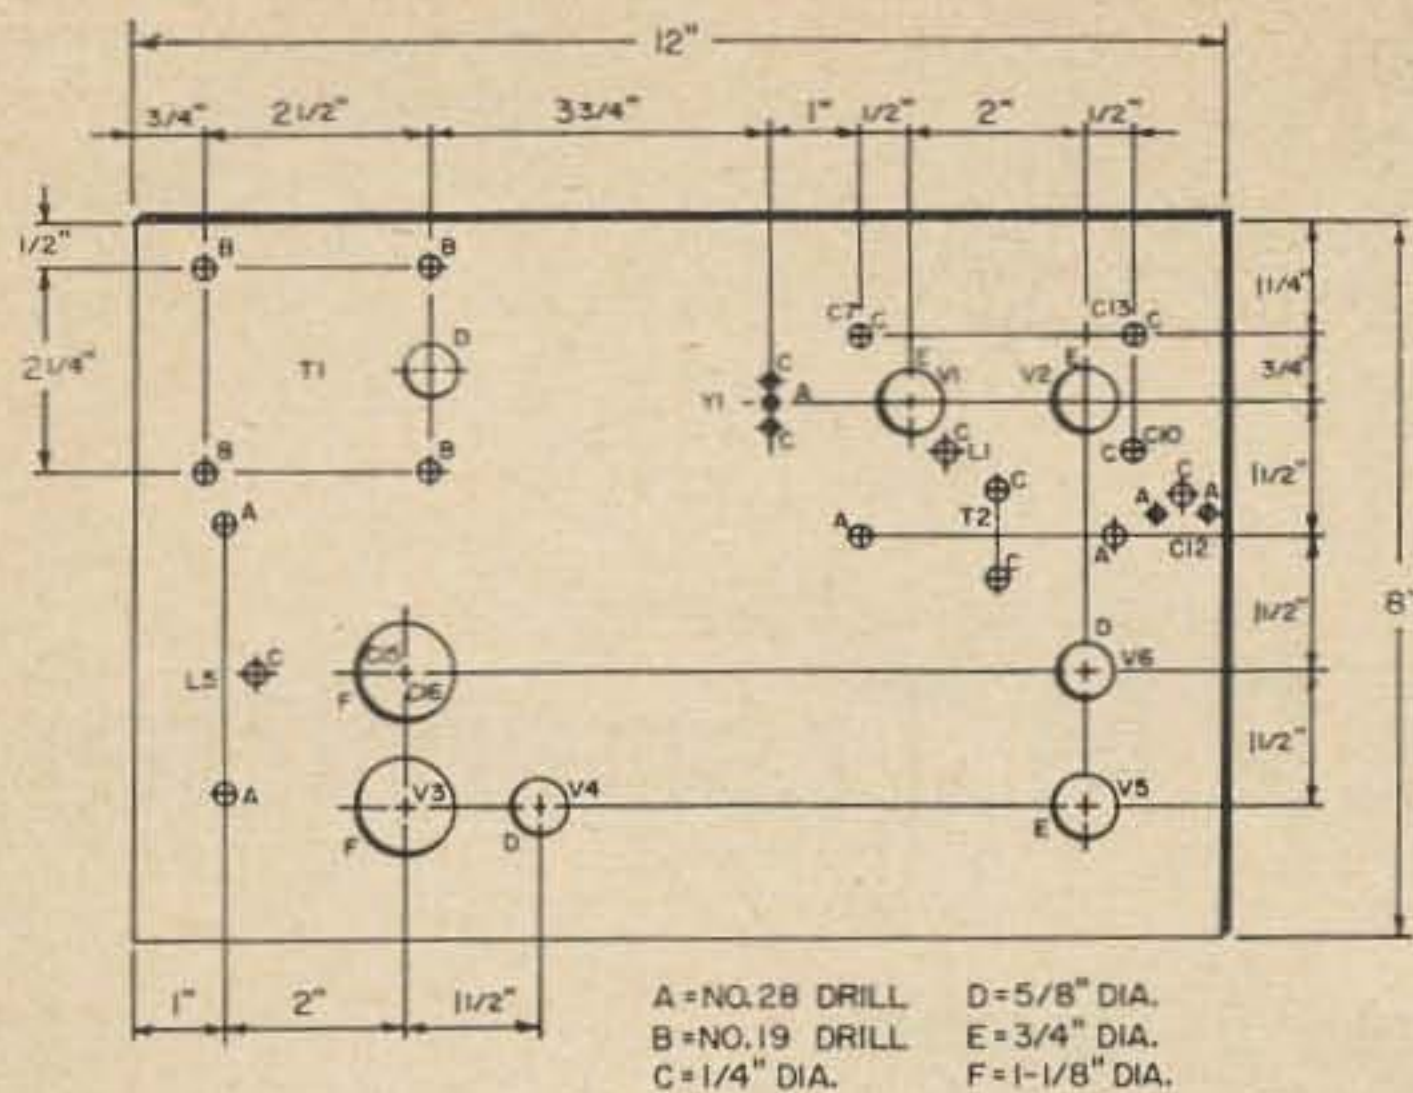 12"
3/4" 2 1/2" 3 3/4" 1" 1/2" 2" 1/2"
1/2"
B B
1 1/4"
C7 C C13 C
2 1/4" T1 D
C E V1 V2 E 3/4"
Y1 A
C
C L1 C C10
B B
1 1/2"
C C
A T2 A A
A
A C12
C
8"
1 1/2"
D
C15 V6
L3 C
C16
F
1 1/2"
A V3 V4 V5
F D E
1" 2" 1 1/2"
A=NO.28 DRILL D=5/8" DIA.
B=NO.19 DRILL E=3/4" DIA.
C=1/4" DIA. F=1-1/8" DIA.